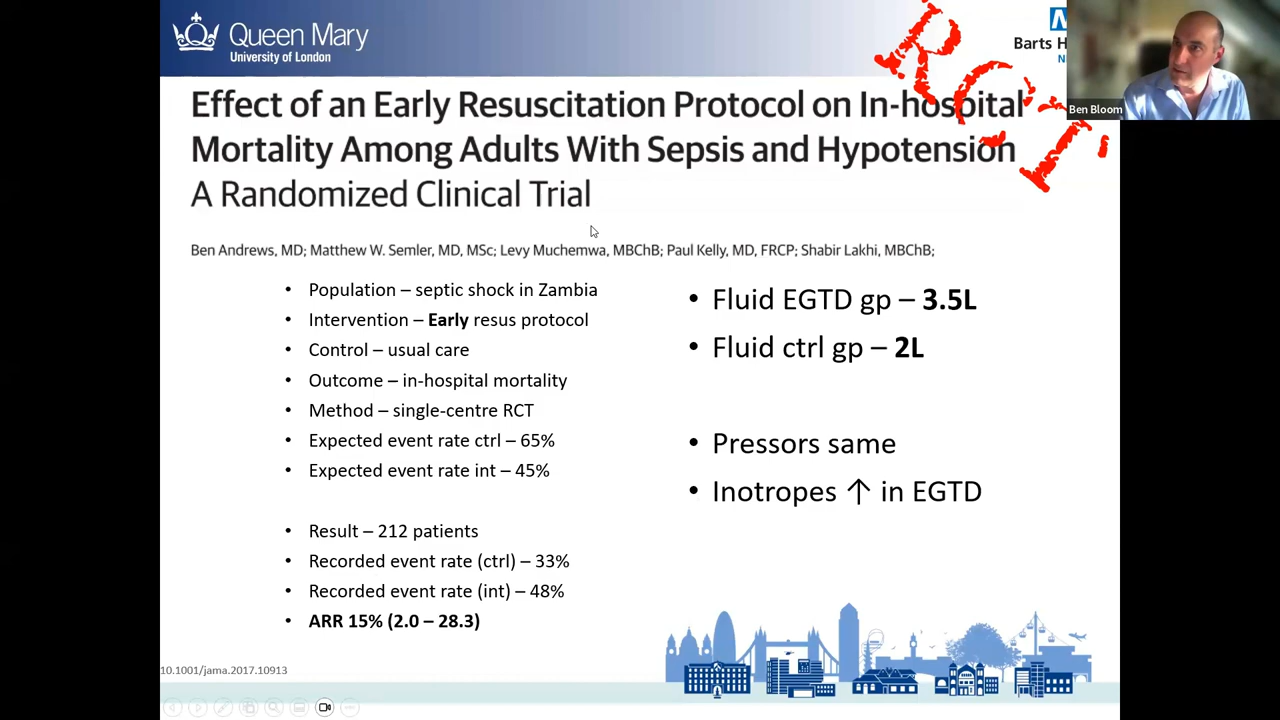 Queen Mary
University of London
Barts H
N
RCT
Ben Bloom
Effect of an Early Resuscitation Protocol on In-hospital
Mortality Among Adults With Sepsis and Hypotension
A Randomized Clinical Trial
Ben Andrews, MD; Matthew W. Semler, MD, MSc; Levy Muchemwa, MBChB; Paul Kelly, MD, FRCP; Shabir Lakhi, MBChB;
• Population – septic shock in Zambia
• Intervention – Early resus protocol
• Control – usual care
• Outcome – in-hospital mortality
• Method – single-centre RCT
• Expected event rate ctrl – 65%
• Expected event rate int – 45%
• Result – 212 patients
• Recorded event rate (ctrl) – 33%
• Recorded event rate (int) – 48%
• ARR 15% (2.0 – 28.3)
• Fluid EGTD gp – 3.5L
• Fluid ctrl gp – 2L
• Pressors same
• Inotropes ↑ in EGTD
10.1001/jama.2017.10913